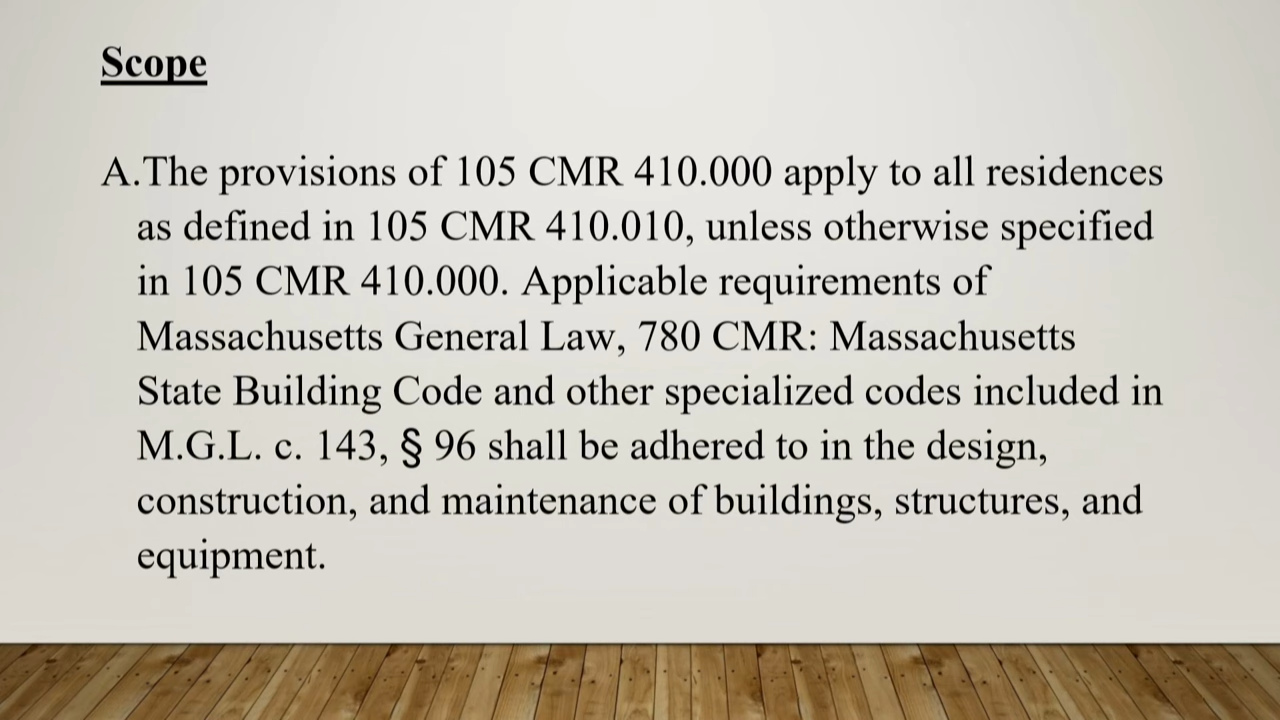 Scope
A.The provisions of 105 CMR 410.000 apply to all residences
as defined in 105 CMR 410.010, unless otherwise specified
in 105 CMR 410.000. Applicable requirements of
Massachusetts General Law, 780 CMR: Massachusetts
State Building Code and other specialized codes included in
M.G.L. c. 143, § 96 shall be adhered to in the design,
construction, and maintenance of buildings, structures, and
equipment.